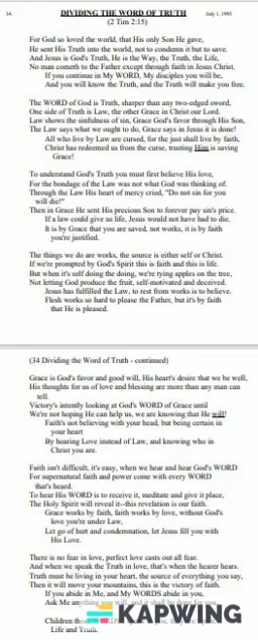 34.
DIVIDING THE WORD OF TRUTH
July 1, 1995
(2 Tim 2:15)
For God so loved the world, that His only Son He gave,
He sent His Truth into the world, not to condemn it but to save.
And Jesus is God's Truth, He is the Way, the Truth, the Life,
No man cometh to the Father except through faith in Jesus Christ.
If you continue in My WORD, My disciples you will be,
And you will know the Truth, and the Truth will make you free.
The WORD of God is Truth, sharper than any two-edged sword,
One side of Truth is Law, the other Grace in Christ our Lord.
Law shows the sinfulness of sin, Grace God's favor through His Son,
The Law says what we ought to do, Grace says in Jesus it is done!
All who live by Law are cursed, for the just shall live by faith,
Christ has redeemed us from the curse, trusting Him is saving
Grace!
To understand God's Truth you must first believe His love,
For the bondage of the Law was not what God was thinking of.
Through the Law His heart of mercy cried, "Do not sin for you
will die!"
Then in Grace He sent His precious Son to forever pay sin's price.
If a law could give us life, Jesus would not have had to die.
It is by Grace that you are saved, not works, it is by faith
you're justified.
The things we do are works, the source is either self or Christ.
If we're prompted by God's Spirit this is faith and this is life.
But when it's self doing the doing, we're tying apples on the tree,
Not letting God produce the fruit, self-motivated and deceived.
Jesus has fulfilled the Law, to rest from works is to believe.
Flesh works so hard to please the Father, but it's by faith
that He is pleased.
(34 Dividing the Word of Truth - continued)
Grace is God's favor and good will, His heart's desire that we be well,
His thoughts for us of love and blessing are more than any man can
tell.
Victory's intently looking at God's WORD of Grace until
We're not hoping He can help us, we are knowing that He will!
Faith's not believing with your head, but being certain in
your heart
By hearing Love instead of Law, and knowing who in
Christ you are.
Faith isn't difficult, it's easy, when we hear and hear God's WORD
For supernatural faith and power come with every WORD
that's heard.
To hear His WORD is to receive it, meditate and give it place,
The Holy Spirit will reveal it--this revelation is our faith.
Grace works by faith, faith works by love, without God's
love you're under Law,
Let go of hurt and condemnation, let Jesus fill you with
His Love.
There is no fear in love, perfect love casts out all fear.
And when we speak the Truth in love, that's when the hearer hears.
Truth must be living in your heart, the source of everything you say,
Then it will move your mountains, this is the victory of faith.
If you abide in Me, and My WORDS abide in you,
Ask Me anything you will, and it shall be done
Children
Life and Truth.
KAPWING